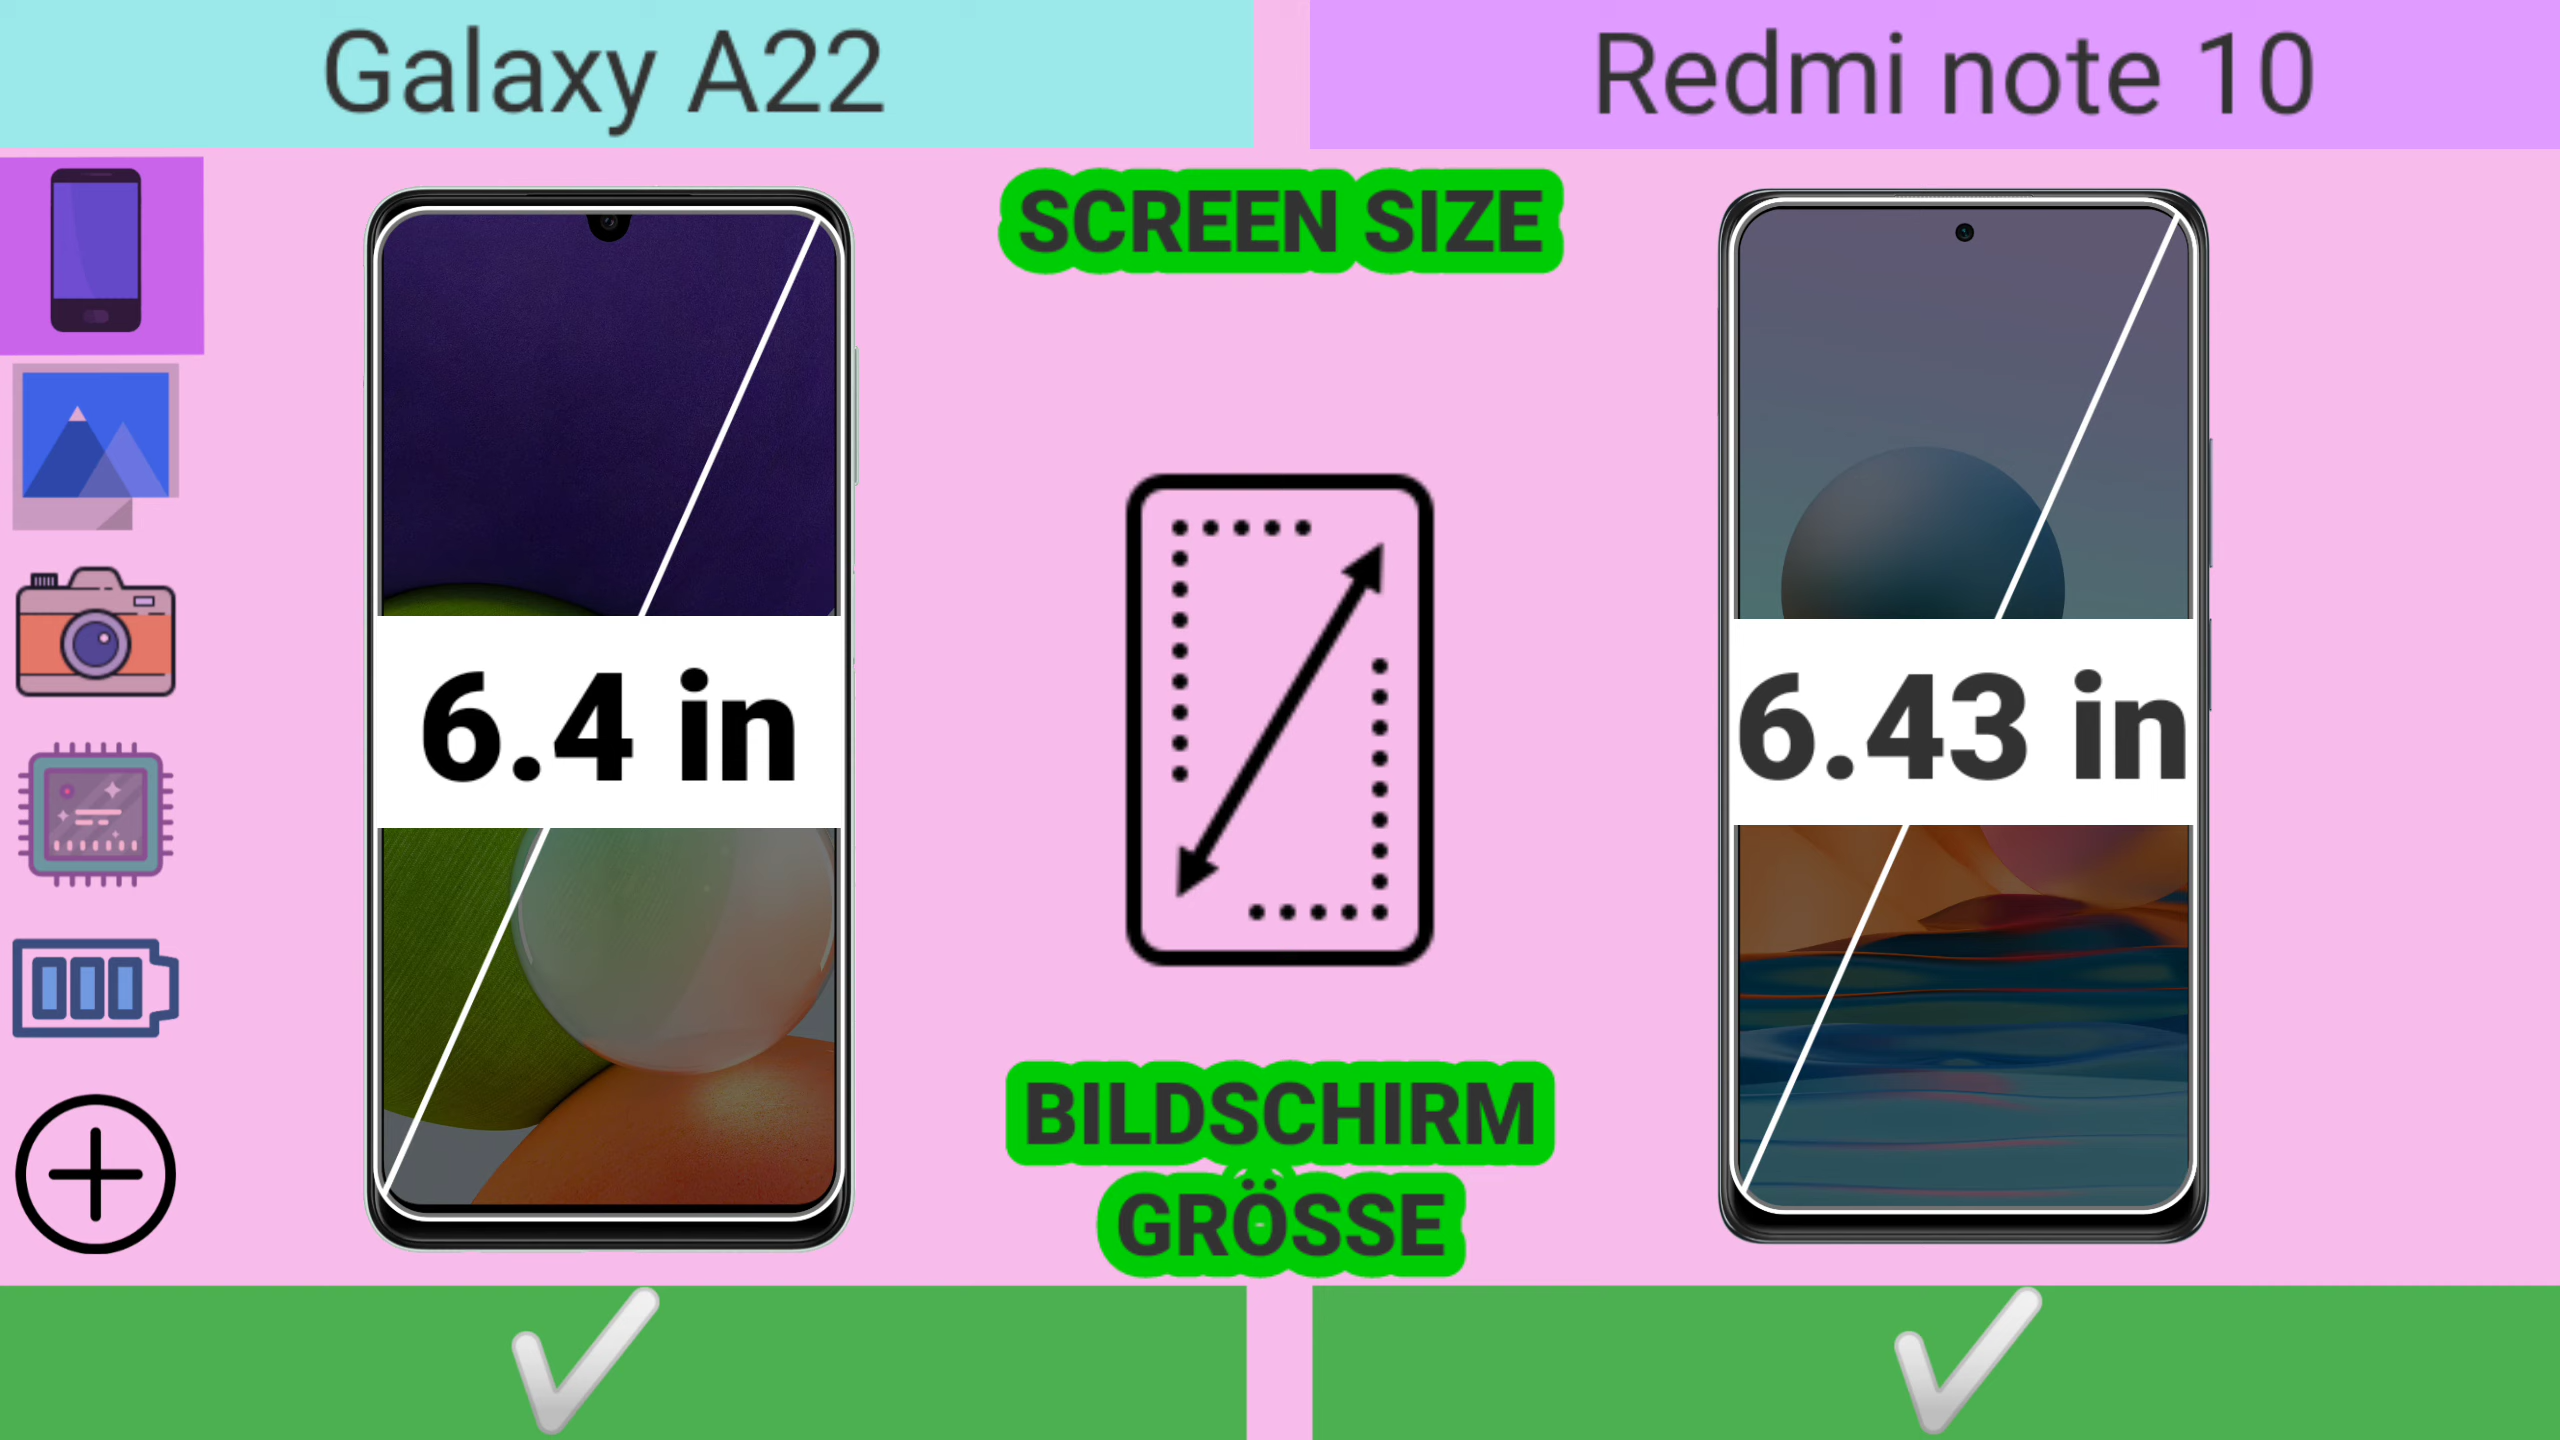 Galaxy A22
Redmi note 10
SCREEN SIZE
6.4 in
6.43 in
BILDSCHIRM
GRÖSSE